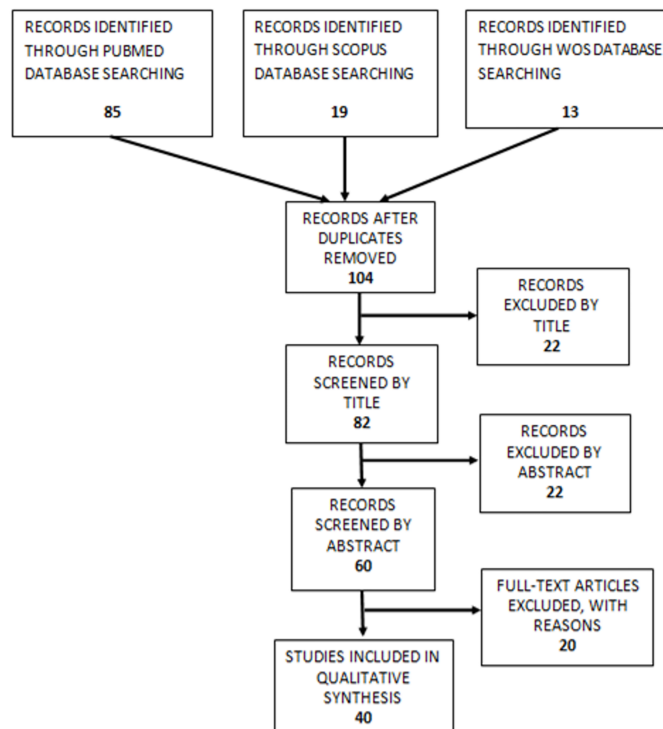 RECORDS IDENTIFIED
THROUGH PUBMED
DATABASE SEARCHING
85
RECORDS IDENTIFIED
THROUGH SCOPUS
DATABASE SEARCHING
19
RECORDS IDENTIFIED
THROUGH WOS DATABASE
SEARCHING
13
RECORDS AFTER
DUPLICATES
REMOVED
104
RECORDS
EXCLUDED BY
TITLE
22
RECORDS
SCREENED BY
TITLE
82
RECORDS
EXCLUDED BY
ABSTRACT
22
RECORDS
SCREENED BY
ABSTRACT
60
FULL-TEXT ARTICLES
EXCLUDED, WITH
REASONS
20
STUDIES INCLUDED IN
QUALITATIVE
SYNTHESIS
40